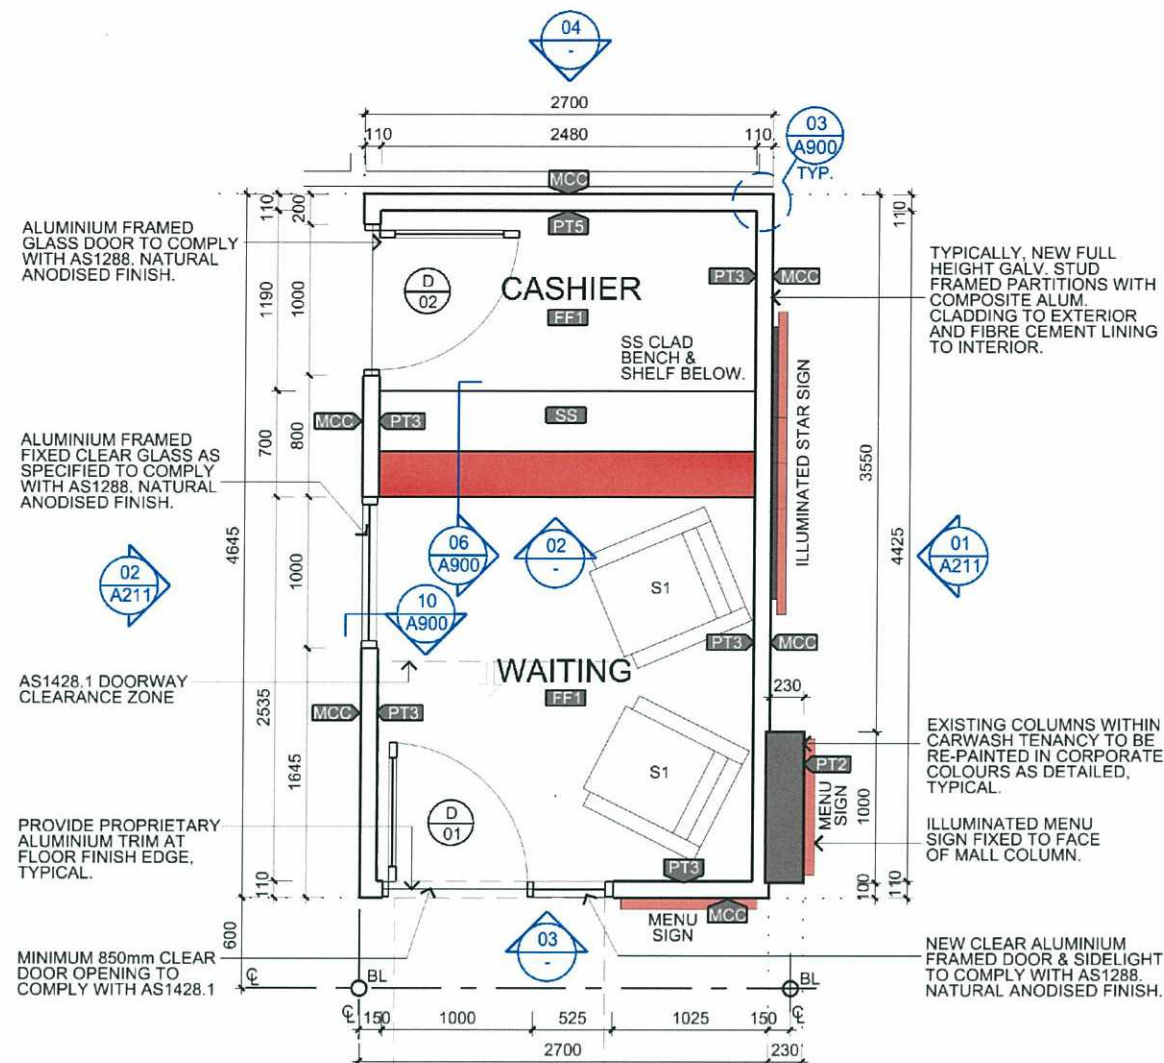 04
-
2700
110
2480
110
03
A900
TYP.
MCC
PT5
110
200
110
ALUMINIUM FRAMED
GLASS DOOR TO COMPLY
WITH AS1288. NATURAL
ANODISED FINISH.
1190
1000
D
02
CASHIER
FF1
PT3
MCC
TYPICALLY, NEW FULL
HEIGHT GALV. STUD
FRAMED PARTITIONS WITH
COMPOSITE ALUM.
CLADDING TO EXTERIOR
AND FIBRE CEMENT LINING
TO INTERIOR.
SS CLAD
BENCH &
SHELF BELOW.
ILLUMINATED STAR SIGN
MCC
PT3
SS
700
800
3550
ALUMINIUM FRAMED
FIXED CLEAR GLASS AS
SPECIFIED TO COMPLY
WITH AS1288. NATURAL
ANODISED FINISH.
4645
4425
02
A211
1000
06
A900
02
-
S1
01
A211
10
A900
PT3
MCC
WAITING
FF1
AS1428.1 DOORWAY
CLEARANCE ZONE
230
MCC
PT3
2535
1645
S1
EXISTING COLUMNS WITHIN
CARWASH TENANCY TO BE
RE-PAINTED IN CORPORATE
COLOURS AS DETAILED,
TYPICAL.
PT2
MENU
SIGN
1000
D
01
PROVIDE PROPRIETARY
ALUMINIUM TRIM AT
FLOOR FINISH EDGE,
TYPICAL.
ILLUMINATED MENU
SIGN FIXED TO FACE
OF MALL COLUMN.
PT3
110
100
110
MENU
SIGN
MCC
600
03
-
MINIMUM 850mm CLEAR
DOOR OPENING TO
COMPLY WITH AS1428.1
NEW CLEAR ALUMINIUM
FRAMED DOOR & SIDELIGHT
TO COMPLY WITH AS1288.
NATURAL ANODISED FINISH.
℄
BL
BL
℄
℄
150
1000
525
1025
150
℄
2700
230